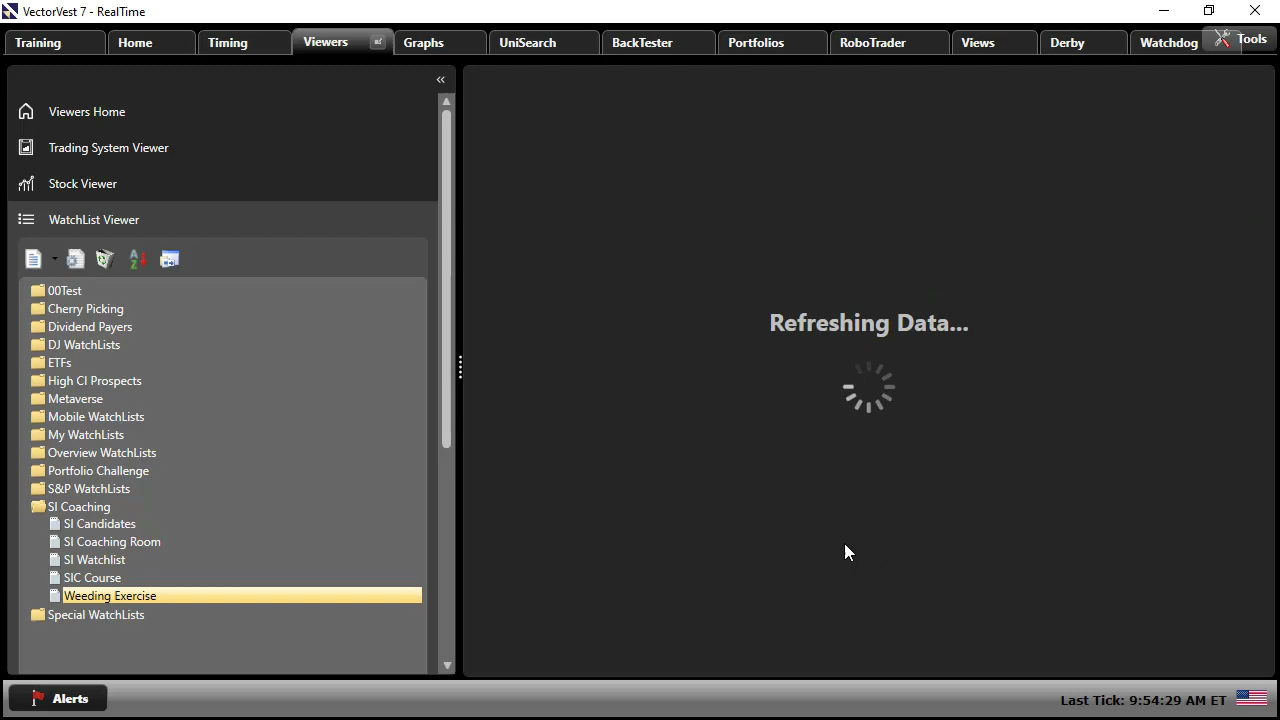 VectorVest 7 - RealTime
Training Home Timing Viewers Graphs UniSearch BackTester Portfolios RoboTrader Views Derby Watchdog Tools
«
Viewers Home
Trading System Viewer
Stock Viewer
WatchList Viewer
00Test
Cherry Picking
Dividend Payers
DJ WatchLists
ETFs
High CI Prospects
Metaverse
Mobile WatchLists
My WatchLists
Overview WatchLists
Portfolio Challenge
S&P WatchLists
SI Coaching
SI Candidates
SI Coaching Room
SI Watchlist
SIC Course
Weeding Exercise
Special WatchLists
Refreshing Data...
Alerts
Last Tick: 9:54:29 AM ET